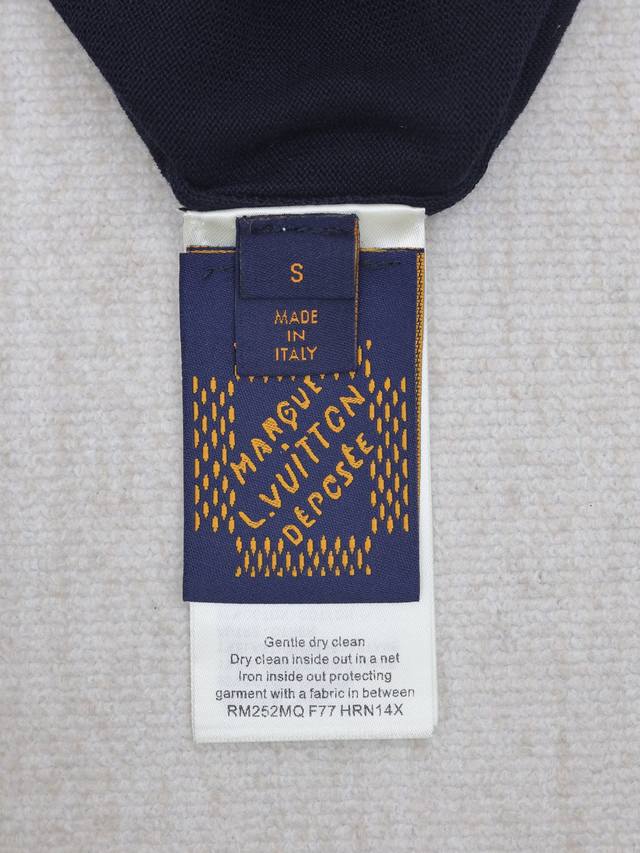 S
MADE
IN
ITALY
MARQUE
L.VUITTON
DÉPOSÉE
Gentle dry clean
Dry clean inside out in a net
Iron inside out protecting
garment with a fabric in between
RM252MQ F77 HRN14X